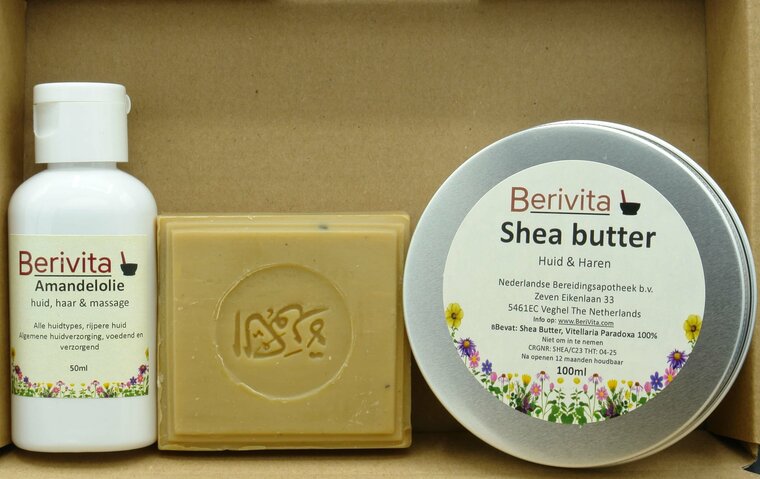 Berivita
Amandelolie
huid, haar & massage
Alle huidtypes, rijpere huid
Algemene huidverzorging, voedend en
verzorgend
50ml
Berivita
Shea butter
Huid & Haren
Nederlandse Bereidingsapotheek b.v.
Zeven Eikenlaan 33
5461EC Veghel The Netherlands
Info op: www.BeriVita.com
BBevat: Shea Butter, Vitellaria Paradoxa 100%
Niet om in te nemen
CRGNR: SHEA/C23 THT: 04-25
Na openen 12 maanden houdbaar
100ml